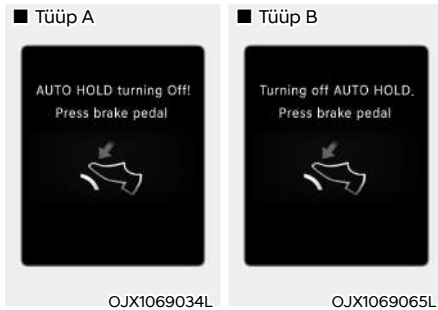 ■ Tüüp A
AUTO HOLD turning Off!
Press brake pedal
OJX1069034L
■ Tüüp B
Turning off AUTO HOLD.
Press brake pedal
OJX1069065L